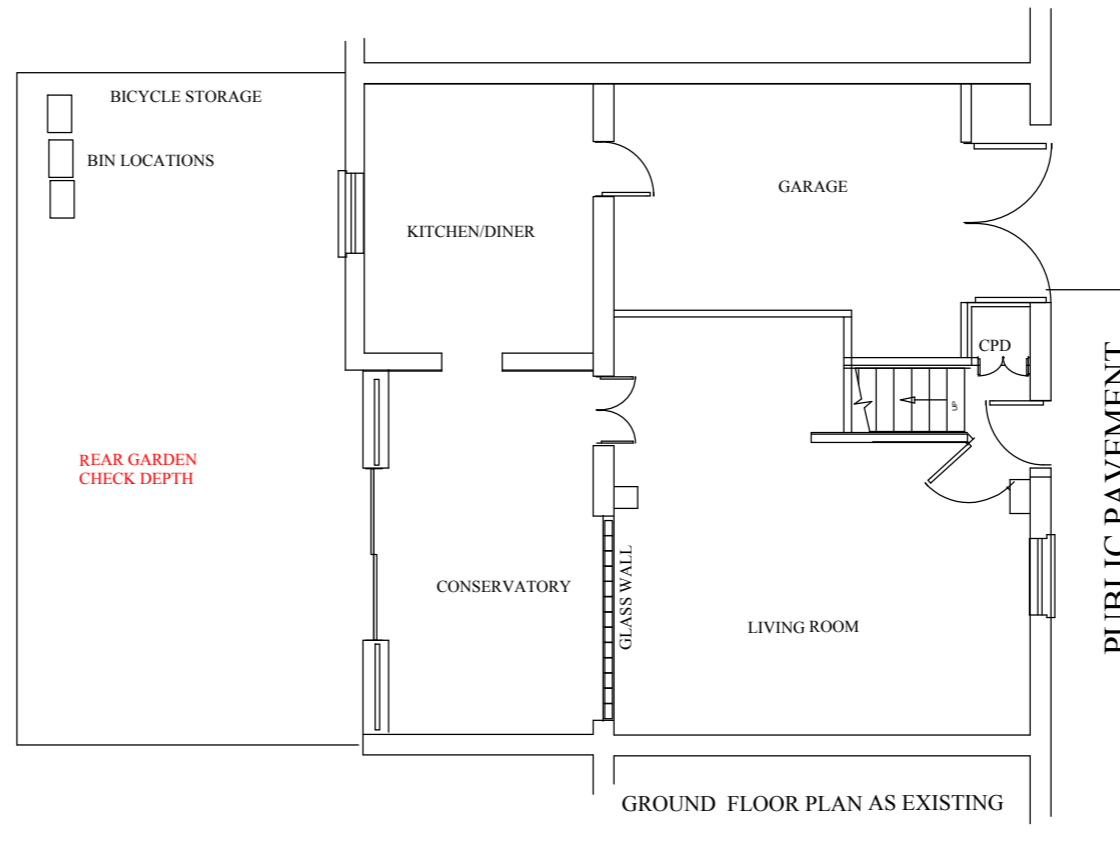 BICYCLE STORAGE
BIN LOCATIONS
GARAGE
KITCHEN/DINER
CPD
UP
PUBLIC PAVEMENT
REAR GARDEN
CHECK DEPTH
CONSERVATORY
GLASS WALL
LIVING ROOM
GROUND FLOOR PLAN AS EXISTING